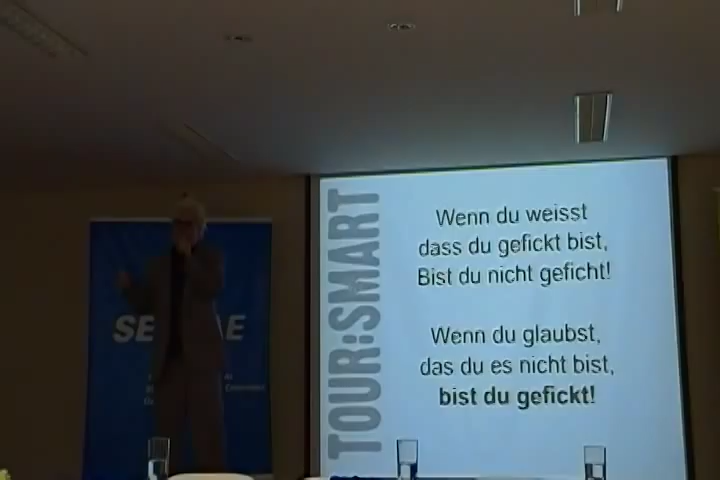 TOUR:SMART
Wenn du weisst
dass du gefickt bist,
Bist du nicht geficht!
Wenn du glaubst,
das du es nicht bist,
bist du gefickt!